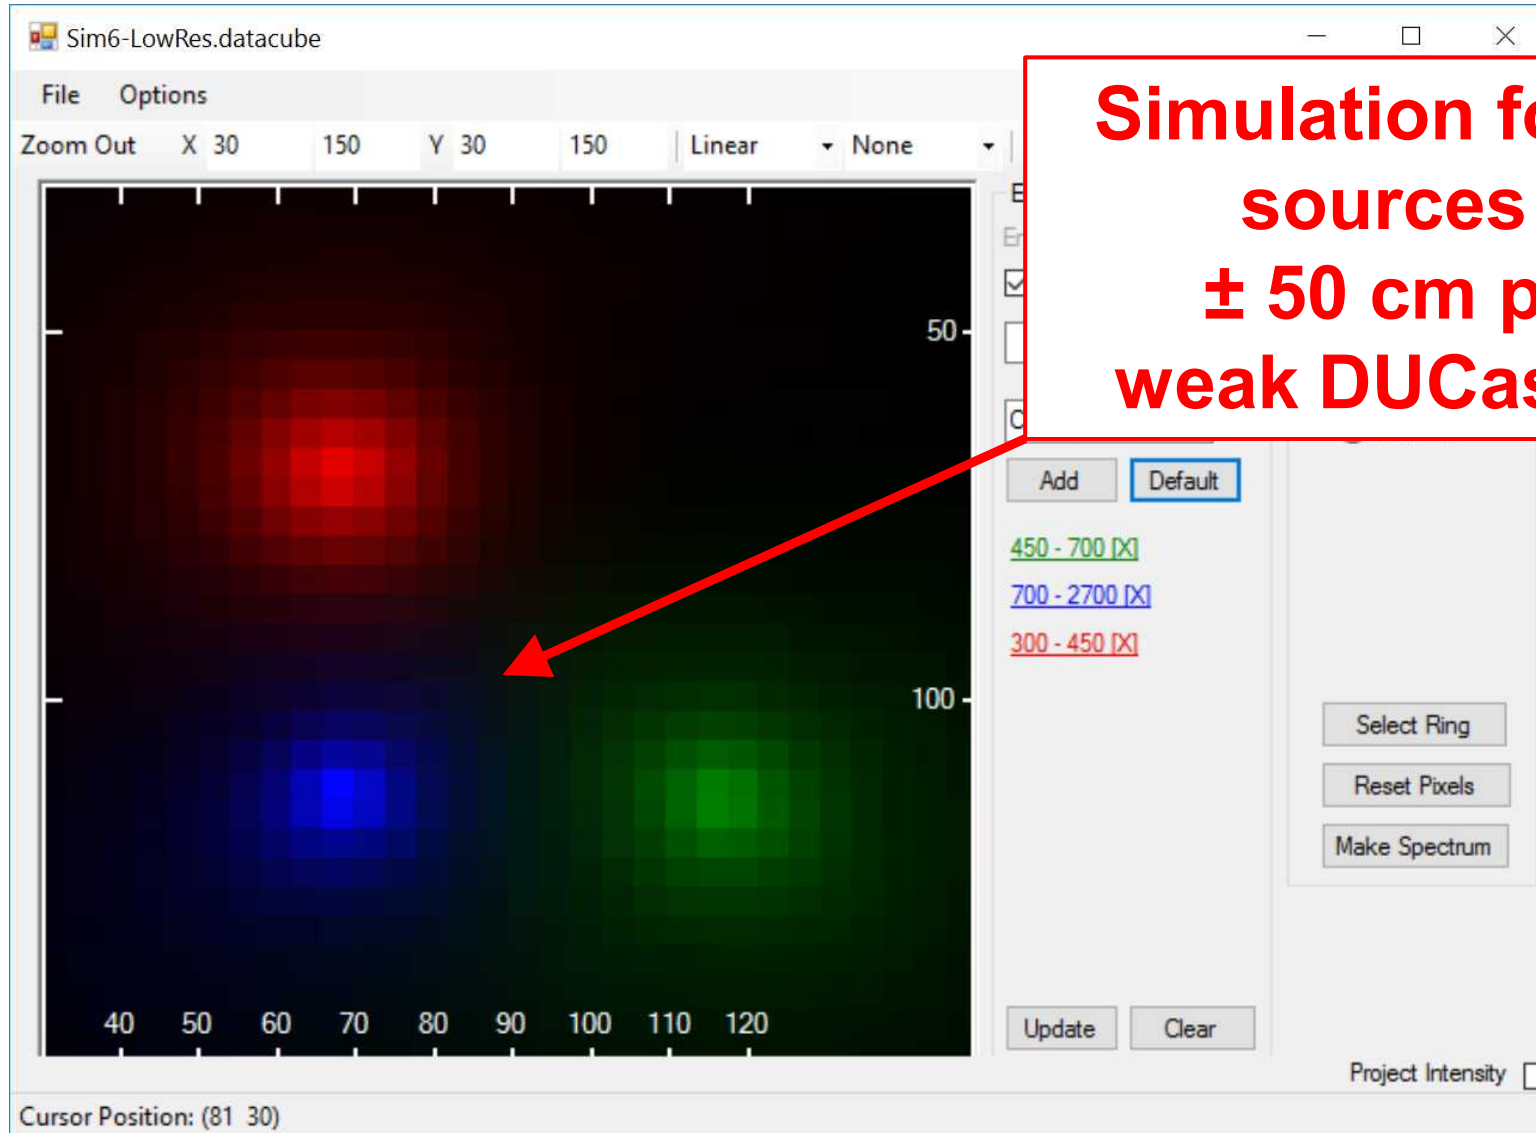 Sim6-LowRes.datacube
File Options
Zoom Out X 30 150 Y 30 150 Linear None
Simulation
sources
± 50 cm
weak
50
100
Add Default
450 - 700 [X]
700 - 2700 [X]
300 - 450 [X]
Select Ring
Reset Pixels
Make Spectrum
40 50 60 70 80 90 100 110 120
Update Clear
Project Intensity
Cursor Position: (81 30)